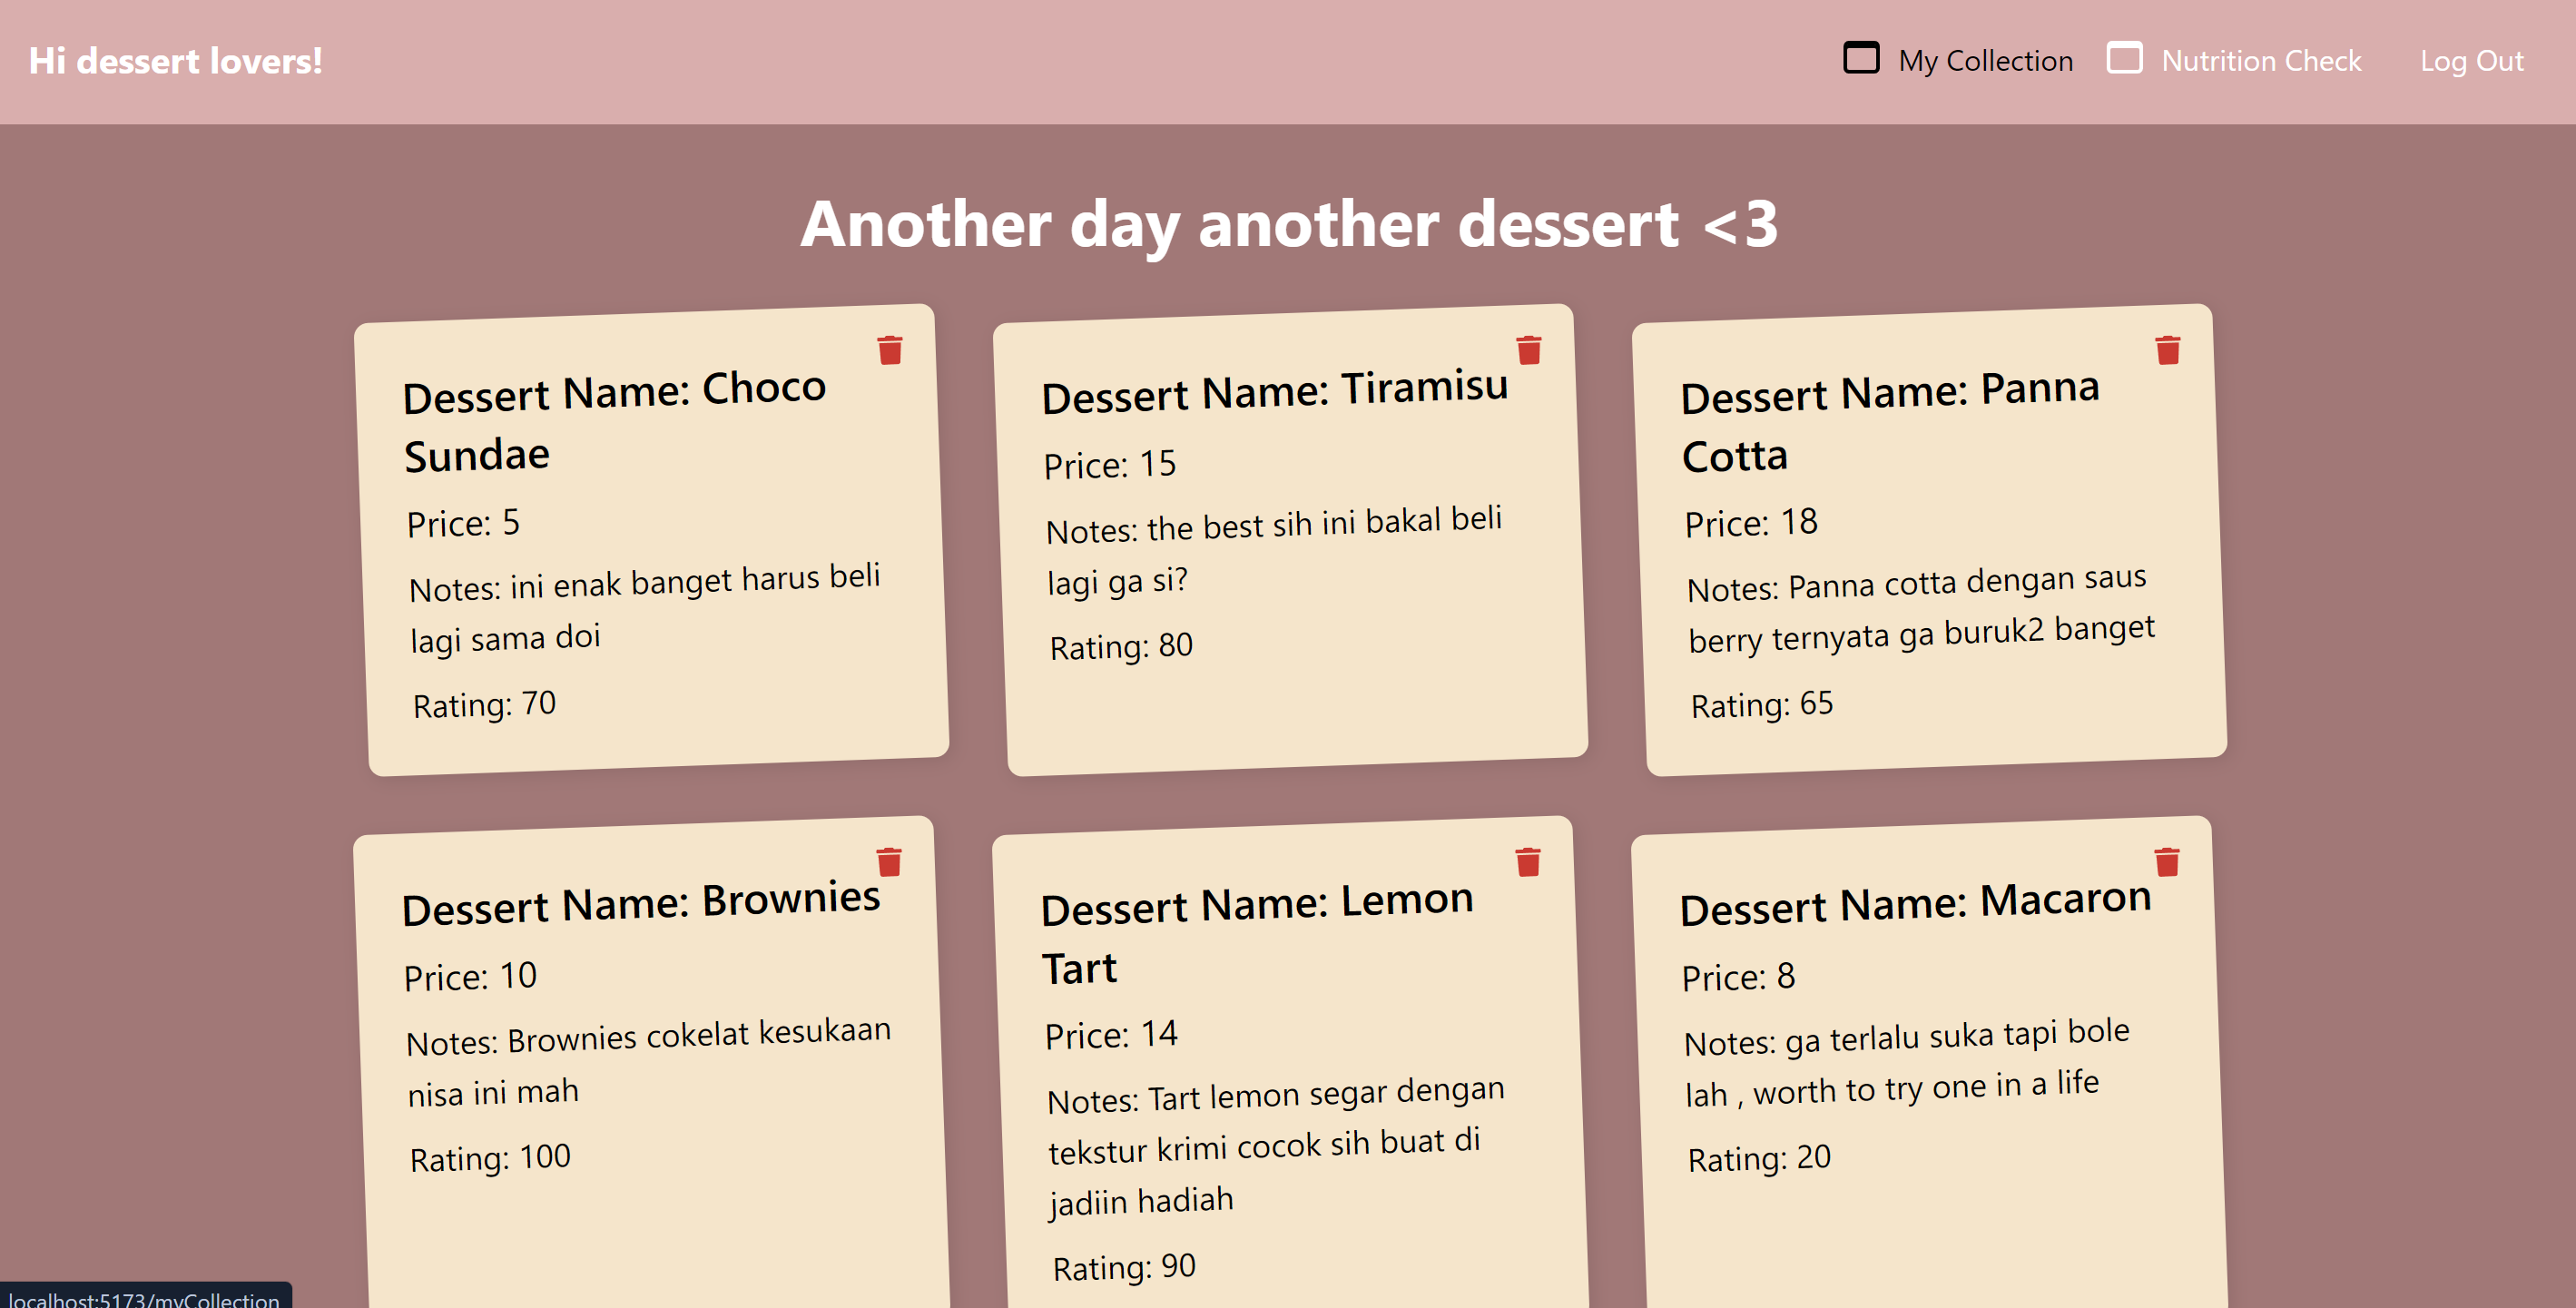 Hi dessert lovers!
My Collection
Nutrition Check
Log Out
Another day another dessert <3
Dessert Name: Choco
Sundae
Price: 5
Notes: ini enak banget harus beli
lagi sama doi
Rating: 70
Dessert Name: Tiramisu
Price: 15
Notes: the best sih ini bakal beli
lagi ga si?
Rating: 80
Dessert Name: Panna
Cotta
Price: 18
Notes: Panna cotta dengan saus
berry ternyata ga buruk2 banget
Rating: 65
Dessert Name: Brownies
Price: 10
Notes: Brownies cokelat kesukaan
nisa ini mah
Rating: 100
Dessert Name: Lemon
Tart
Price: 14
Notes: Tart lemon segar dengan
tekstur krimi cocok sih buat di
jadiin hadiah
Rating: 90
Dessert Name: Macaron
Price: 8
Notes: ga terlalu suka tapi bole
lah , worth to try one in a life
Rating: 20
localhost:5173/myCollection